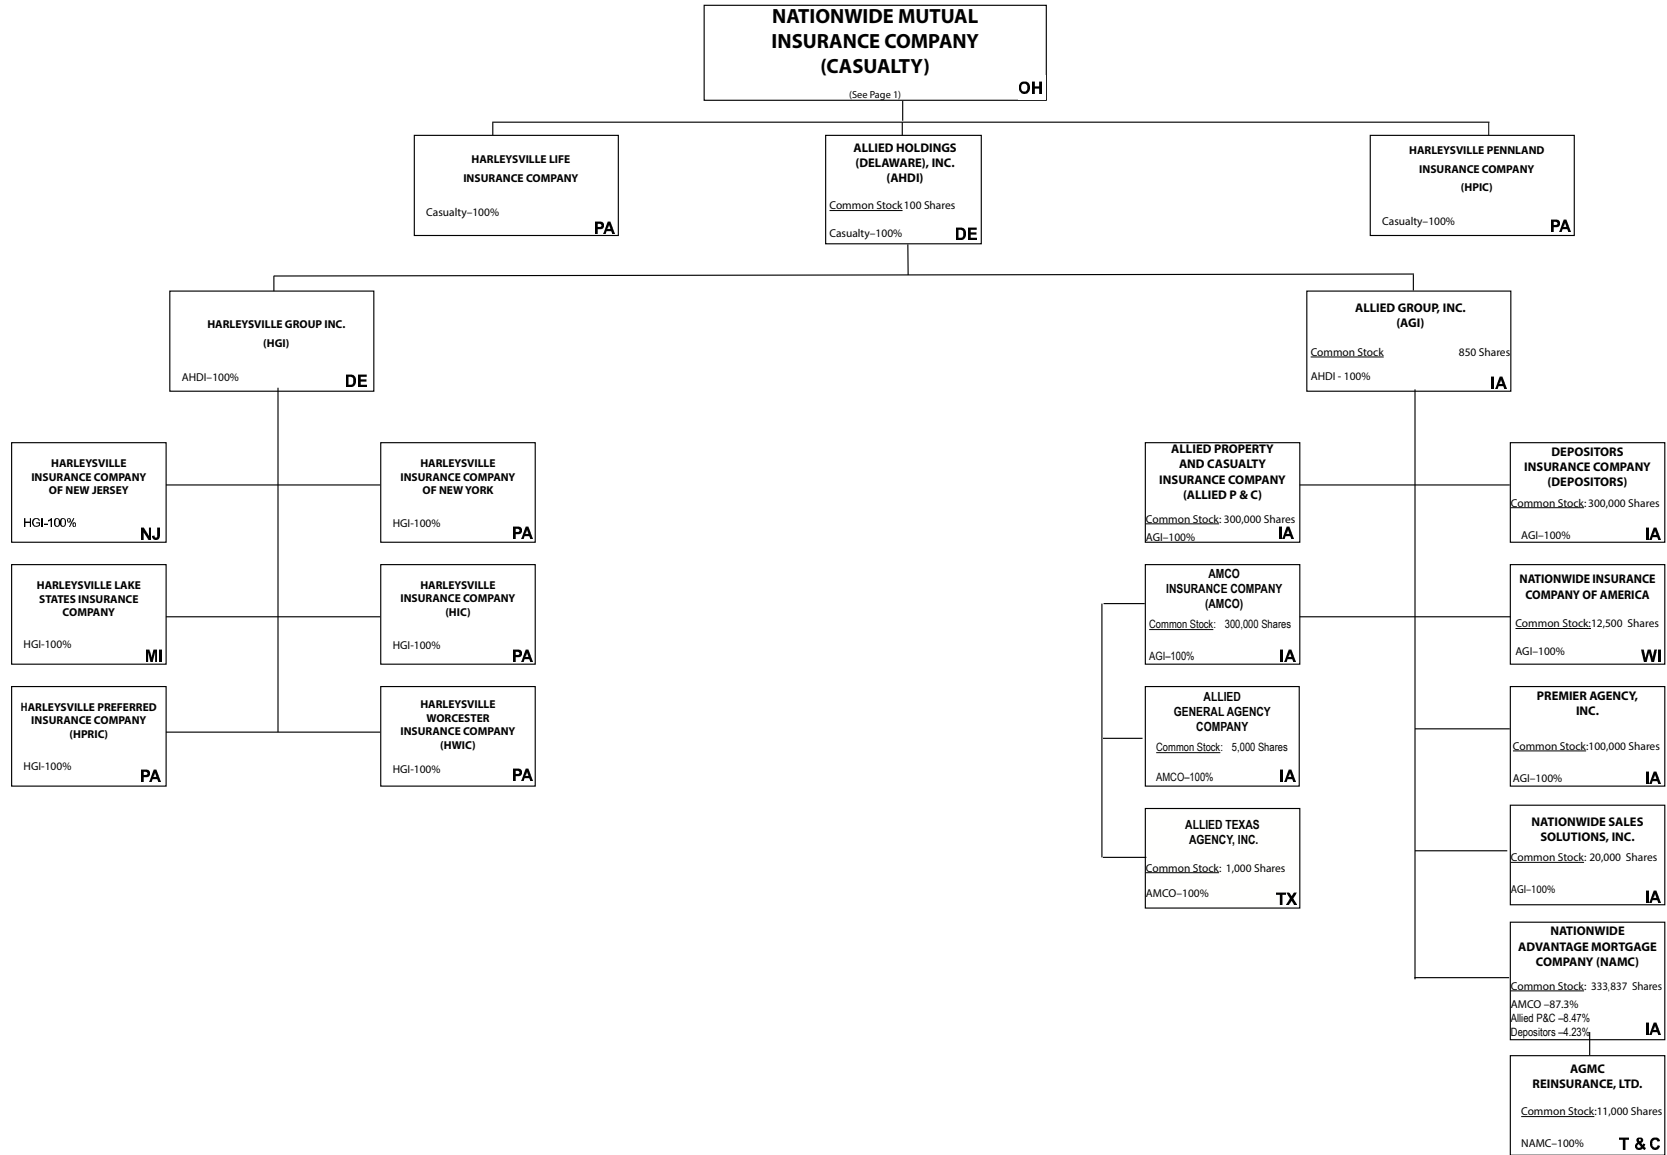 NATIONWIDE MUTUAL
INSURANCE COMPANY
(CASUALTY)
(See Page 1)
OH
HARLEYSVILLE LIFE
INSURANCE COMPANY
Casualty–100%
PA
ALLIED HOLDINGS
(DELAWARE), INC.
(AHDI)
Common Stock 100 Shares
Casualty–100%
DE
HARLEYSVILLE PENNLAND
INSURANCE COMPANY
(HPIC)
Casualty–100%
PA
HARLEYSVILLE GROUP INC.
(HGI)
AHDI–100%
DE
ALLIED GROUP, INC.
(AGI)
Common Stock 850 Shares
AHDI - 100%
IA
HARLEYSVILLE
INSURANCE COMPANY
OF NEW JERSEY
HGI-100%
NJ
HARLEYSVILLE
INSURANCE COMPANY
OF NEW YORK
HGI-100%
PA
ALLIED PROPERTY
AND CASUALTY
INSURANCE COMPANY
(ALLIED P & C)
Common Stock: 300,000 Shares
AGI–100%
IA
DEPOSITORS
INSURANCE COMPANY
(DEPOSITORS)
Common Stock: 300,000 Shares
AGI–100%
IA
HARLEYSVILLE LAKE
STATES INSURANCE
COMPANY
HGI-100%
MI
HARLEYSVILLE
INSURANCE COMPANY
(HIC)
HGI-100%
PA
AMCO
INSURANCE COMPANY
(AMCO)
Common Stock: 300,000 Shares
AGI–100%
IA
NATIONWIDE INSURANCE
COMPANY OF AMERICA
Common Stock:12,500 Shares
AGI–100%
WI
HARLEYSVILLE PREFERRED
INSURANCE COMPANY
(HPRIC)
HGI-100%
PA
HARLEYSVILLE
WORCESTER
INSURANCE COMPANY
(HWIC)
HGI-100%
PA
ALLIED
GENERAL AGENCY
COMPANY
Common Stock: 5,000 Shares
AMCO–100%
IA
PREMIER AGENCY,
INC.
Common Stock:100,000 Shares
AGI–100%
IA
ALLIED TEXAS
AGENCY, INC.
Common Stock: 1,000 Shares
AMCO–100%
TX
NATIONWIDE SALES
SOLUTIONS, INC.
Common Stock: 20,000 Shares
AGI–100%
IA
NATIONWIDE
ADVANTAGE MORTGAGE
COMPANY (NAMC)
Common Stock: 333,837 Shares
AMCO –87.3%
Allied P&C –8.47%
Depositors –4.23%
IA
AGMC
REINSURANCE, LTD.
Common Stock:11,000 Shares
NAMC–100%
T & C